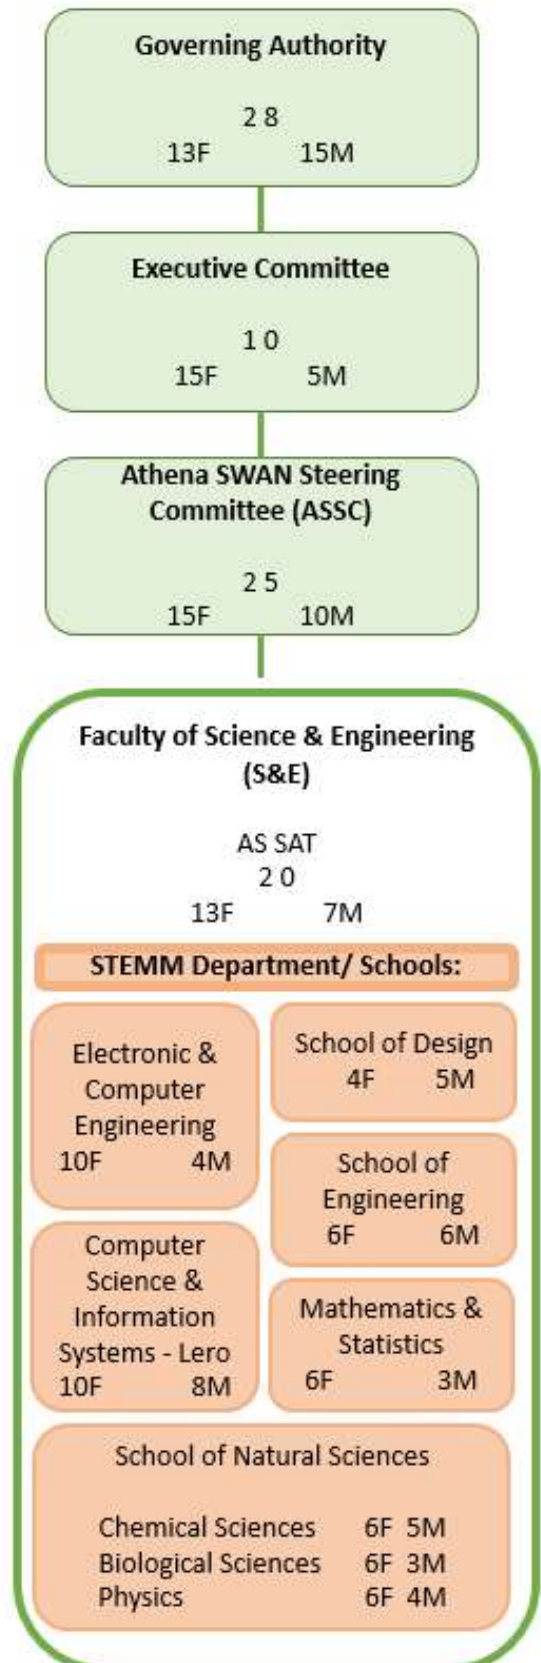 Governing Authority
2 8
13F 15M
Executive Committee
1 0
15F 5M
Athena SWAN Steering
Committee (ASSC)
2 5
15F 10M
Faculty of Science & Engineering
(S&E)
AS SAT
2 0
13F 7M
STEMM Department/ Schools:
Electronic &
Computer
Engineering
10F 4M
School of Design
4F 5M
School of
Engineering
6F 6M
Computer
Science &
Information
Systems - Lero
10F 8M
Mathematics &
Statistics
6F 3M
School of Natural Sciences
Chemical Sciences 6F 5M
Biological Sciences 6F 3M
Physics 6F 4M